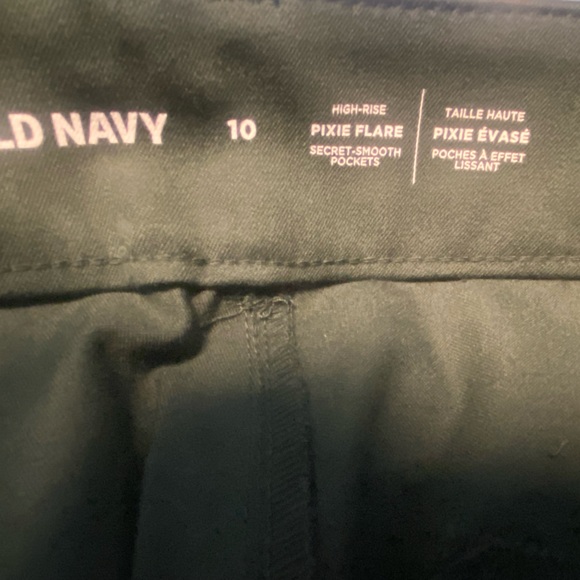 LD NAVY
10
HIGH-RISE
PIXIE FLARE
SECRET-SMOOTH
POCKETS
TAILLE HAUTE
PIXIE ÉVASÉ
POCHES À EFFET
LISSANT